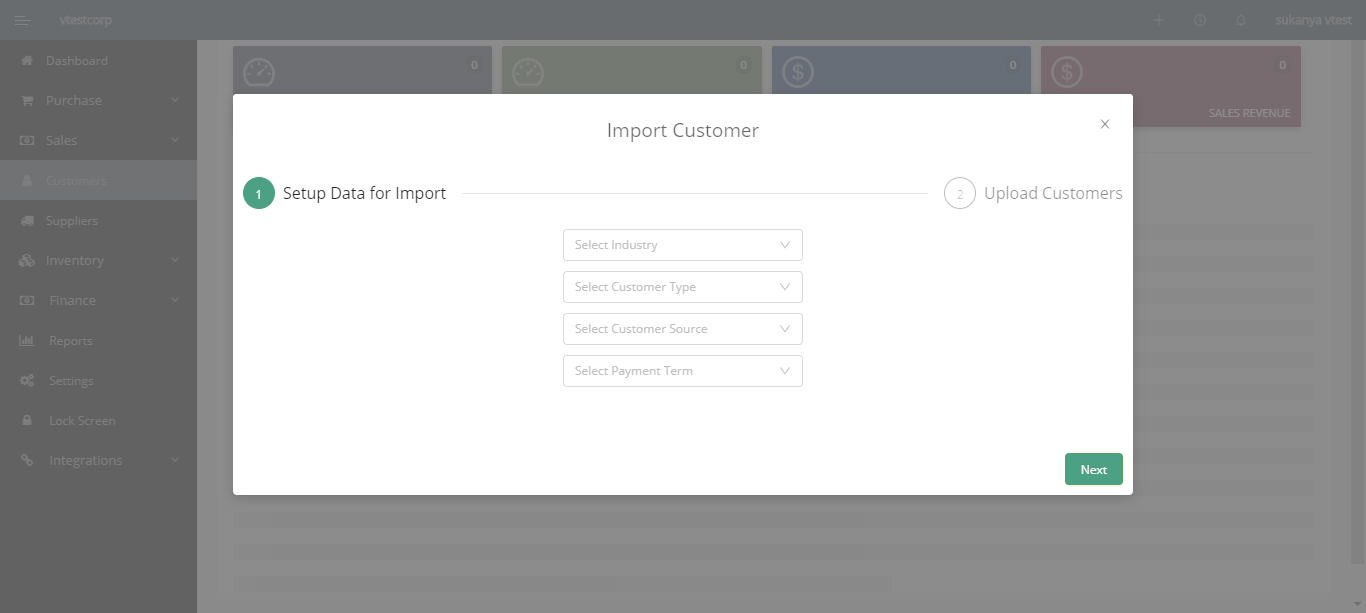 vtestcorp
sukanya vtest
Dashboard
Purchase
Sales
Customers
Suppliers
Inventory
Finance
Reports
Settings
Lock Screen
Integrations
0
0
0
0
SALES REVENUE
Import Customer
1 Setup Data for Import
2 Upload Customers
Select Industry
Select Customer Type
Select Customer Source
Select Payment Term
Next